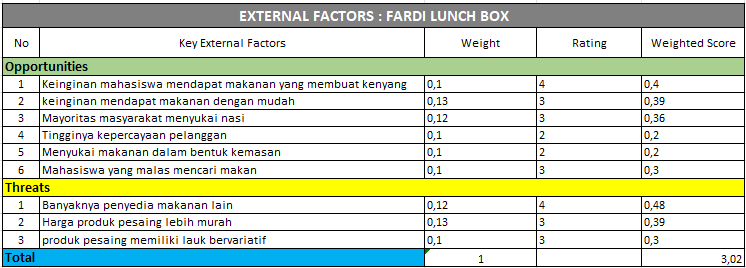 EXTERNAL FACTORS : FARDI LUNCH BOX
No Key External Factors Weight Rating Weighted Score
Opportunities
1 Keinginan mahasiswa mendapat makanan yang membuat kenyang 0,1 4 0,4
2 keinginan mendapat makanan dengan mudah 0,13 3 0,39
3 Mayoritas masyarakat menyukai nasi 0,12 3 0,36
4 Tingginya kepercayaan pelanggan 0,1 2 0,2
5 Menyukai makanan dalam bentuk kemasan 0,1 2 0,2
6 Mahasiswa yang malas mencari makan 0,1 3 0,3
Threats
1 Banyaknya penyedia makanan lain 0,12 4 0,48
2 Harga produk pesaing lebih murah 0,13 3 0,39
3 produk pesaing memiliki lauk bervariatif 0,1 3 0,3
Total 1 3,02